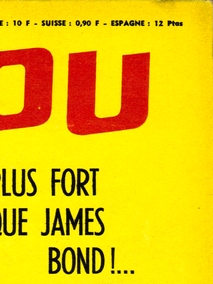 : 10 F - SUISSE : 0,90 F - ESPAGNE : 12 Ptas
OU
PLUS FORT
QUE JAMES
BOND !...